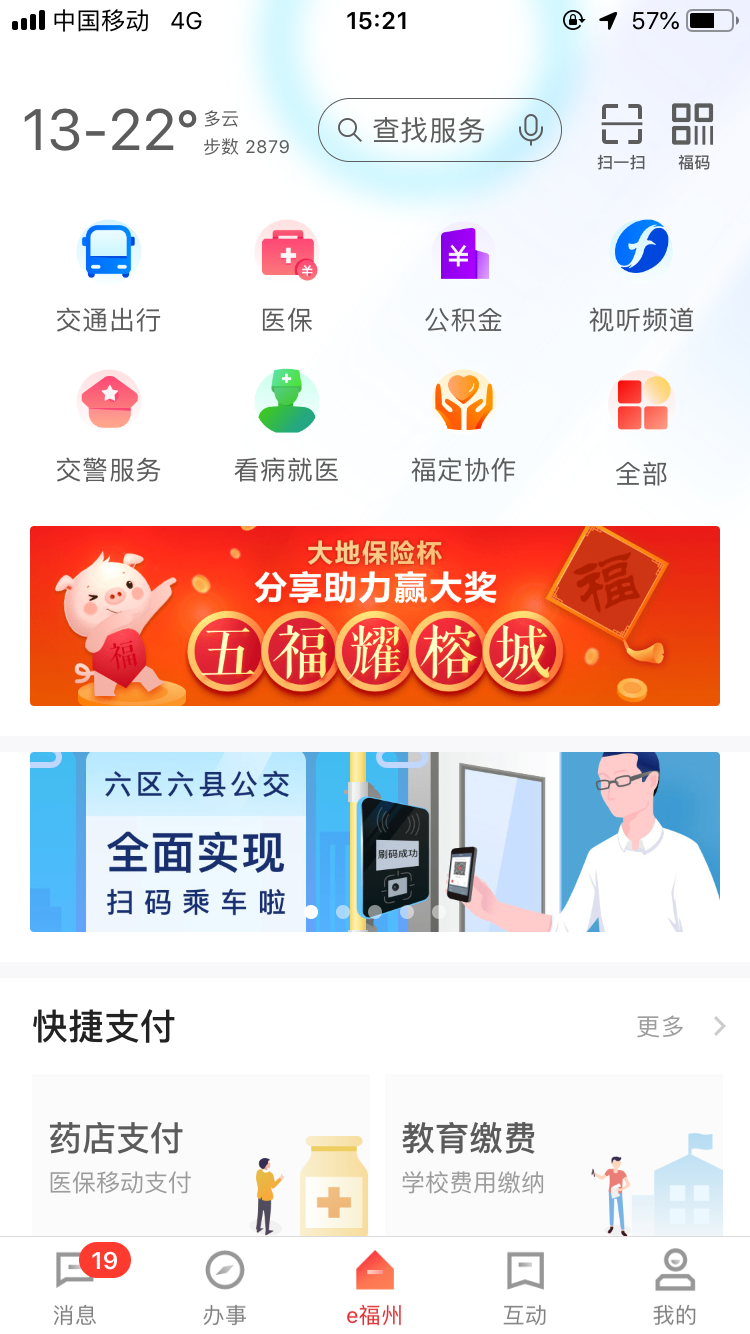 中国移动 4G 15:21 57%
13-22° 多云
步数 2879
查找服务
扫一扫 福码
交通出行 医保 公积金 视听频道
交警服务 看病就医 福定协作 全部
大地保险杯
分享助力赢大奖
五福耀榕城
福
福
六区六县公交
全面实现
扫码乘车啦
刷码成功
快捷支付 更多
药店支付 教育缴费
医保移动支付 学校费用缴纳
19
消息 办事 e福州 互动 我的